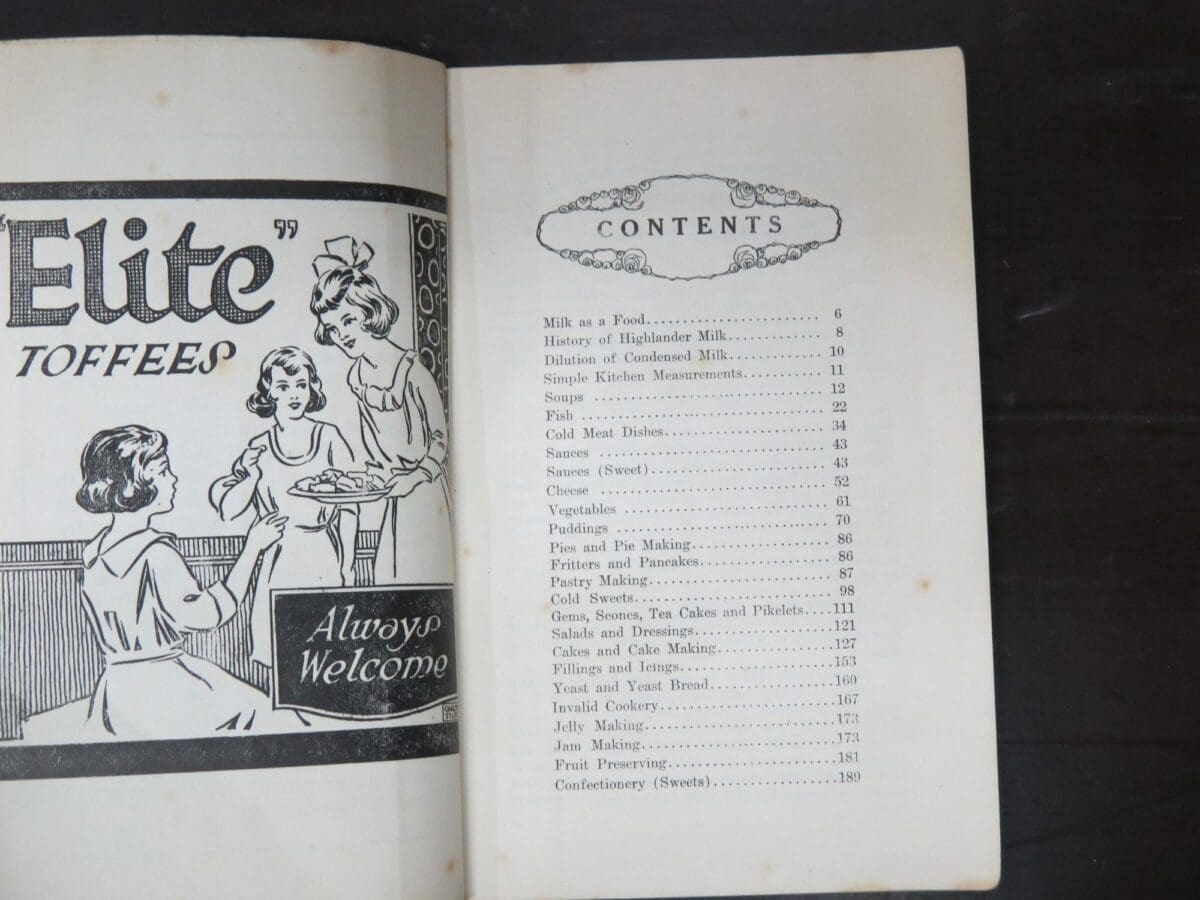 "Elite"
TOFFEES
Always
Welcome
CONTENTS
Milk as a Food........................ 6
History of Highlander Milk............. 8
Dilution of Condensed Milk............. 10
Simple Kitchen Measurements........... 11
Soups ................................ 12
Fish ................................. 22
Cold Meat Dishes...................... 34
Sauces ............................... 43
Sauces (Sweet)........................ 43
Cheese ............................... 52
Vegetables ........................... 61
Puddings ............................. 70
Pies and Pie Making................... 86
Fritters and Pancakes................. 86
Pastry Making......................... 87
Cold Sweets........................... 98
Gems, Scones, Tea Cakes and Pikelets....111
Salads and Dressings...................121
Cakes and Cake Making.................127
Fillings and Icings.....................153
Yeast and Yeast Bread..................160
Invalid Cookery........................167
Jelly Making...........................173
Jam Making............................173
Fruit Preserving.......................181
Confectionery (Sweets).................189